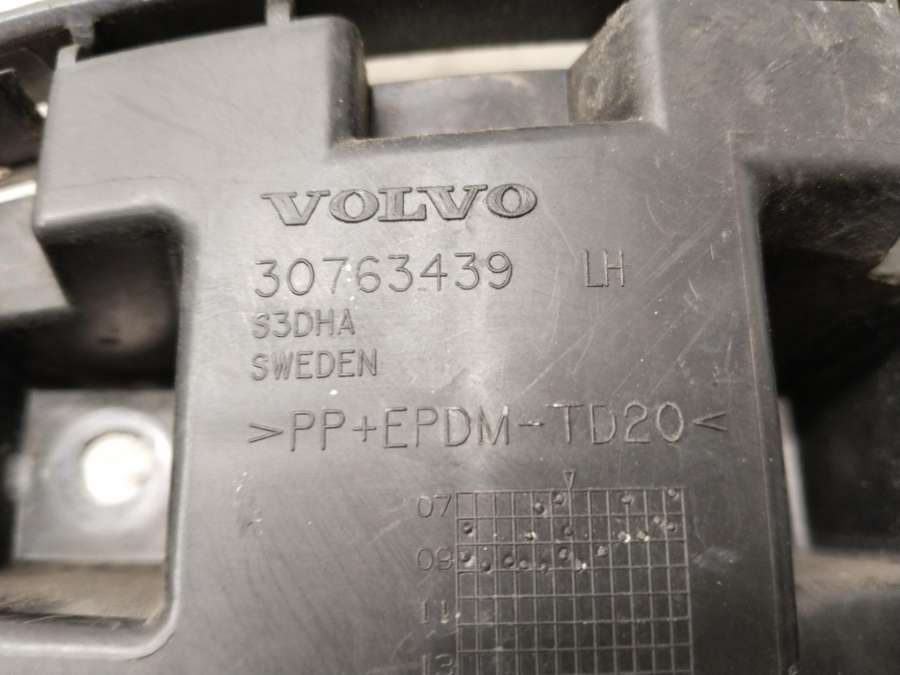 VOLVO
30763439 LH
S3DHA
SWEDEN
>PP+EPDM-TD20<
07
09
11
13